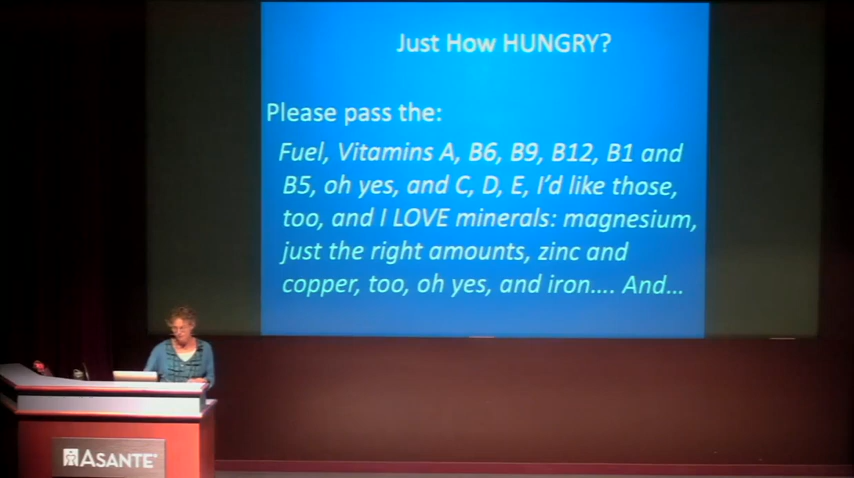 Just How HUNGRY?
Please pass the:
Fuel, Vitamins A, B6, B9, B12, B1 and
B5, oh yes, and C, D, E, I'd like those,
too, and I LOVE minerals: magnesium,
just the right amounts, zinc and
copper, too, oh yes, and iron.... And...
ASANTE